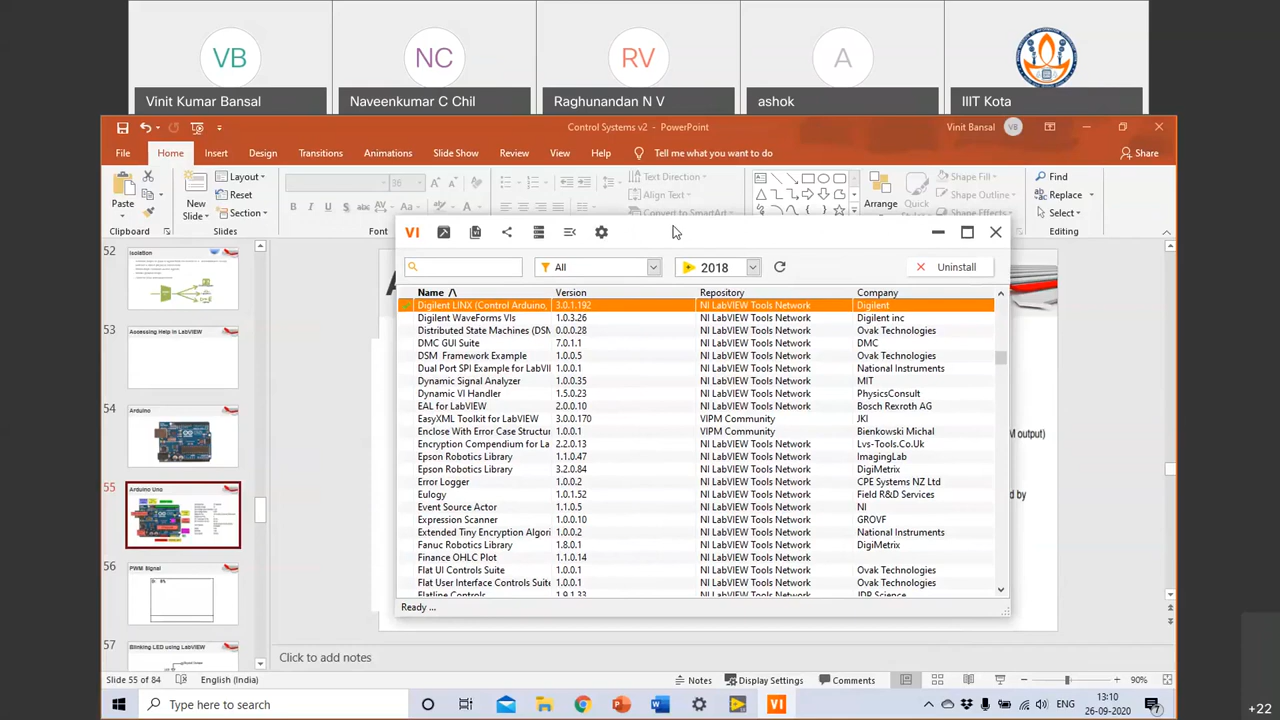 VB
NC
RV
A
Vinit Kumar Bansal
Naveenkumar C Chil
Raghunandan N V
ashok
IIIT Kota
Control Systems v2 - PowerPoint
Vinit Bansal
VB
File
Home
Insert
Design
Transitions
Animations
Slide Show
Review
View
Help
Tell me what you want to do
Share
Paste
New
Slide
Layout
Reset
Section
36
Text Direction
Align Text
Convert to SmartArt
Arrange
Quick
Shape Fill
Shape Outline
Shape Effects
Find
Replace
Select
Clipboard
Slides
Font
Editing
VI
All
2018
Uninstall
Name
Version
Repository
Company
Digilent LINX (Control Arduino, 3.0.1.192 NI LabVIEW Tools Network Digilent
Digilent WaveForms VIs 1.0.3.26 NI LabVIEW Tools Network Digilent inc
Distributed State Machines (DSM 0.0.0.28 NI LabVIEW Tools Network Ovak Technologies
DMC GUI Suite 7.0.1.1 NI LabVIEW Tools Network DMC
DSM Framework Example 1.0.0.5 NI LabVIEW Tools Network Ovak Technologies
Dual Port SPI Example for LabVII 1.0.0.1 NI LabVIEW Tools Network National Instruments
Dynamic Signal Analyzer 1.0.0.35 NI LabVIEW Tools Network MIT
Dynamic VI Handler 1.5.0.23 NI LabVIEW Tools Network PhysicsConsult
EAL for LabVIEW 2.0.0.10 NI LabVIEW Tools Network Bosch Rexroth AG
EasyXML Toolkit for LabVIEW 3.0.0.170 VIPM Community JKI
Enclose With Error Case Structur 1.0.0.1 VIPM Community Bienkowski Michal
Encryption Compendium for La 2.2.0.13 NI LabVIEW Tools Network Lvs-Tools.Co.Uk
Epson Robotics Library 1.1.0.47 NI LabVIEW Tools Network ImagingLab
Epson Robotics Library 3.2.0.84 NI LabVIEW Tools Network DigiMetrix
Error Logger 1.0.0.2 NI LabVIEW Tools Network CPE Systems NZ Ltd
Eulogy 1.0.1.52 NI LabVIEW Tools Network Field R&D Services
Event Source Actor 1.1.0.5 NI LabVIEW Tools Network NI
Expression Scanner 1.0.0.10 NI LabVIEW Tools Network GROVF
Extended Tiny Encryption Algori 1.0.0.2 NI LabVIEW Tools Network National Instruments
Fanuc Robotics Library 1.8.0.1 NI LabVIEW Tools Network DigiMetrix
Finance OHLC Plot 1.1.0.14 NI LabVIEW Tools Network
Flat UI Controls Suite 1.0.0.1 NI LabVIEW Tools Network Ovak Technologies
Flat User Interface Controls Suite 1.0.0.1 NI LabVIEW Tools Network Ovak Technologies
Flatline Controls 1.9.1.33 NI LabVIEW Tools Network JDP Science
Ready ...
M output)
ed by
52
Isolation
53
Accessing Help in LabVIEW
54
Arduino
55
Arduino Uno
56
PWM Signal
57
Blinking LED using LabVIEW
Click to add notes
Slide 55 of 84
English (India)
Notes
Display Settings
Comments
90%
Type here to search
VI
ENG
13:10
26-09-2020
7
+22